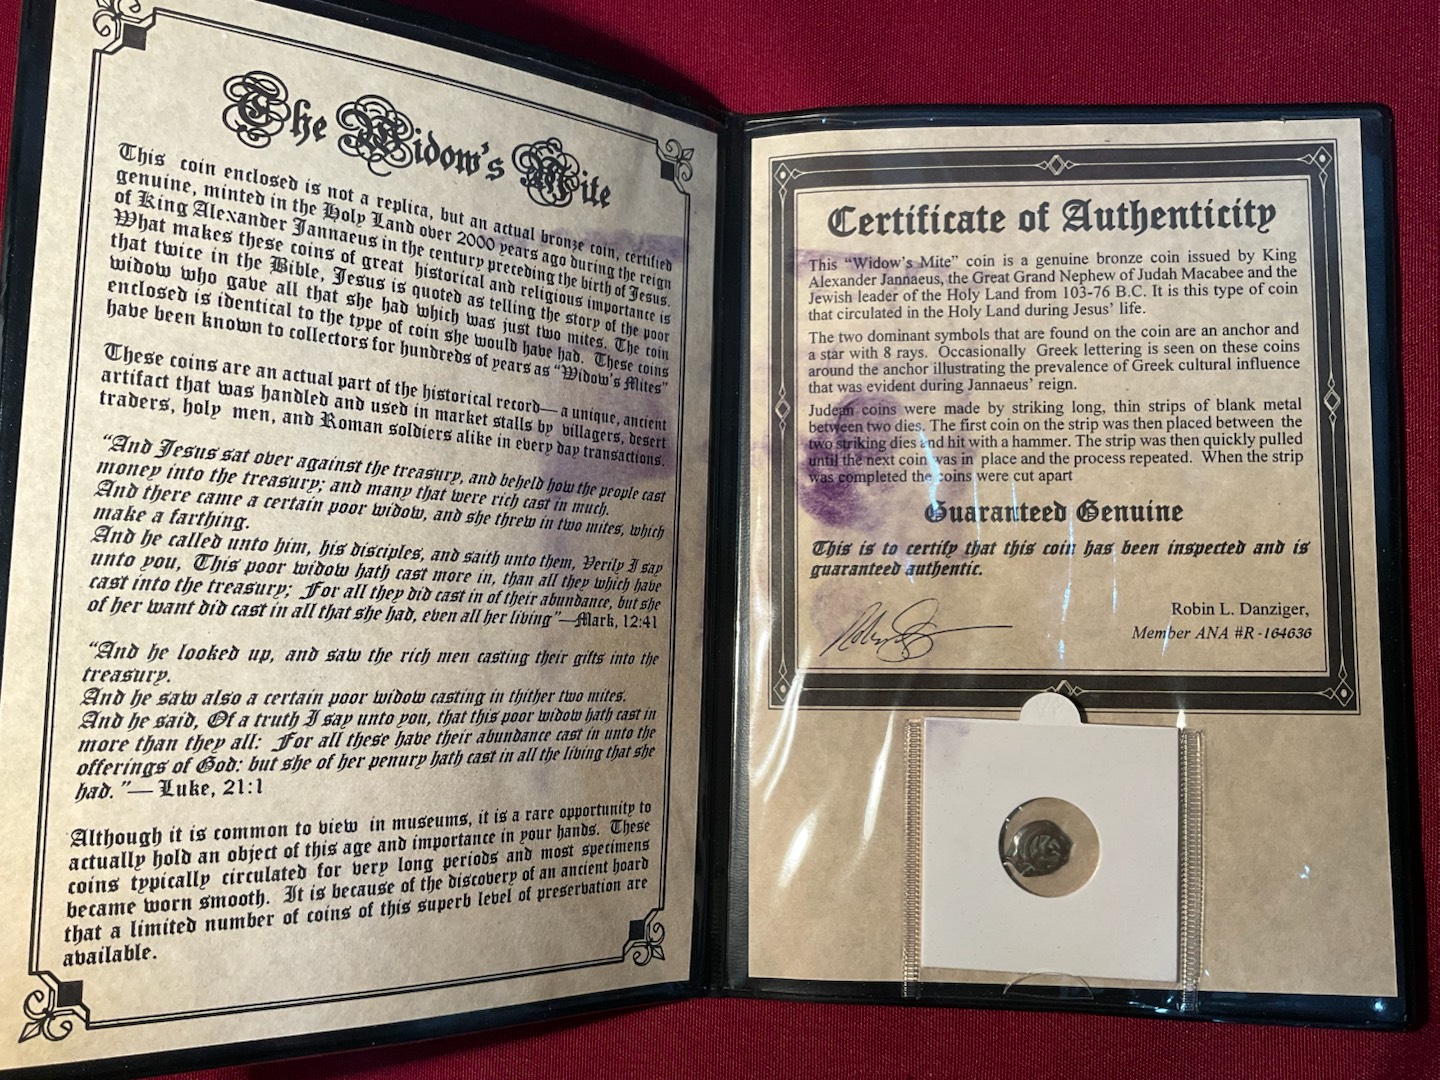 The Widow's Mite
This coin enclosed is not a replica, but an actual bronze coin, certified
genuine, minted in the Holy Land over 2000 years ago during the reign
of King Alexander Jannaeus in the century preceding the birth of Jesus.
What makes these coins of great historical and religious importance is
that twice in the Bible, Jesus is quoted as telling the story of the poor
widow who gave all that she had which was just two mites. The coin
enclosed is identical to the type of coin she would have had. These coins
have been known to collectors for hundreds of years as "Widow's Mites"
These coins are an actual part of the historical record—a unique, ancient
artifact that was handled and used in market stalls by villagers, desert
traders, holy men, and Roman soldiers alike in every day transactions.
"And Jesus sat over against the treasury, and beheld how the people cast
money into the treasury; and many that were rich cast in much.
And there came a certain poor widow, and she threw in two mites, which
make a farthing.
And he called unto him, his disciples, and saith unto them, Verily I say
unto you, This poor widow hath cast more in, than all they which have
cast into the treasury; For all they did cast in of their abundance, but she
of her want did cast in all that she had, even all her living"—Mark, 12:41
"And he looked up, and saw the rich men casting their gifts into the
treasury.
And he saw also a certain poor widow casting in thither two mites.
And he said, Of a truth I say unto you, that this poor widow hath cast in
more than they all: For all these have their abundance cast in unto the
offerings of God: but she of her penury hath cast in all the living that she
had."— Luke, 21:1
Although it is common to view in museums, it is a rare opportunity to
actually hold an object of this age and importance in your hands. These
coins typically circulated for very long periods and most specimens
became worn smooth. It is because of the discovery of an ancient hoard
that a limited number of coins of this superb level of preservation are
available.
Certificate of Authenticity
This "Widow's Mite" coin is a genuine bronze coin issued by King
Alexander Jannaeus, the Great Grand Nephew of Judah Macabee and the
Jewish leader of the Holy Land from 103-76 B.C. It is this type of coin
that circulated in the Holy Land during Jesus' life.
The two dominant symbols that are found on the coin are an anchor and
a star with 8 rays. Occasionally Greek lettering is seen on these coins
around the anchor illustrating the prevalence of Greek cultural influence
that was evident during Jannaeus' reign.
Judean coins were made by striking long, thin strips of blank metal
between two dies. The first coin on the strip was then placed between the
two striking dies and hit with a hammer. The strip was then quickly pulled
until the next coin was in place and the process repeated. When the strip
was completed the coins were cut apart
Guaranteed Genuine
This is to certify that this coin has been inspected and is
guaranteed authentic.
Robin L. Danziger,
Member ANA #R-164636